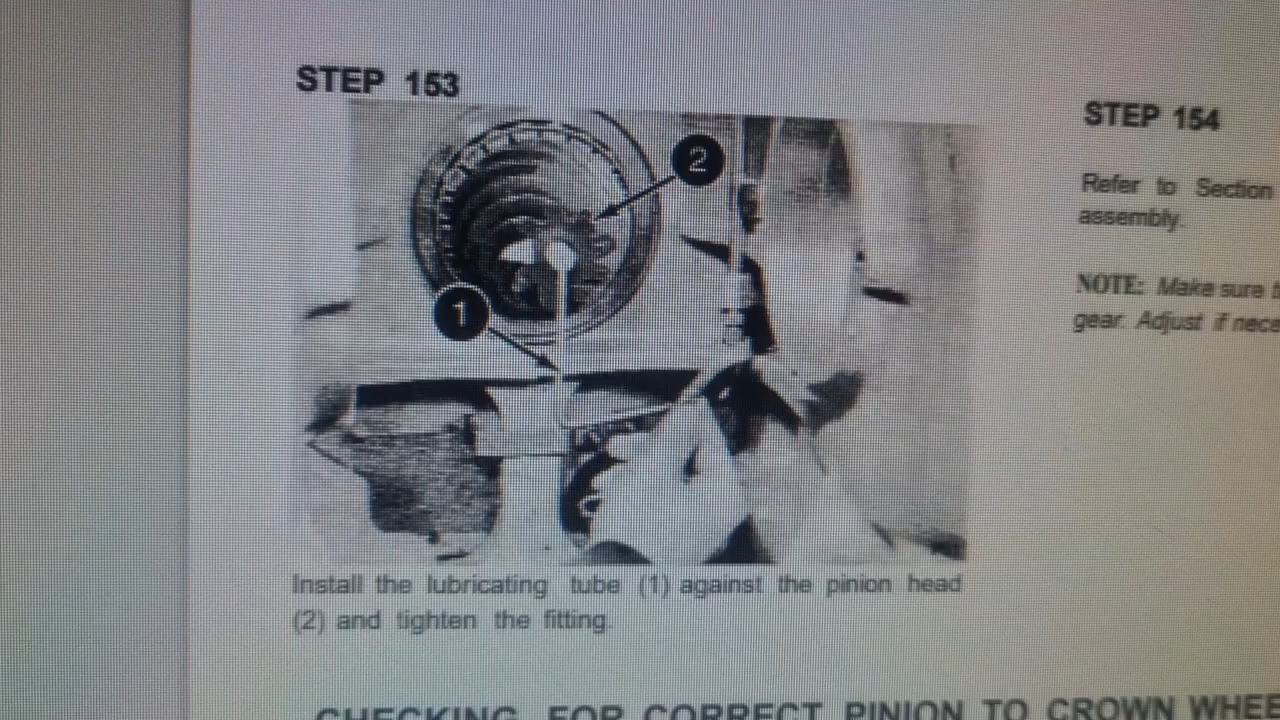 STEP 153
2
1
Install the lubricating tube (1) against the pinion head
(2) and tighten the fitting.
CHECKING FOR CORRECT PINION TO CROWN
STEP 154
Refer to Section
assembly.
NOTE: Make sure
gear. Adjust if